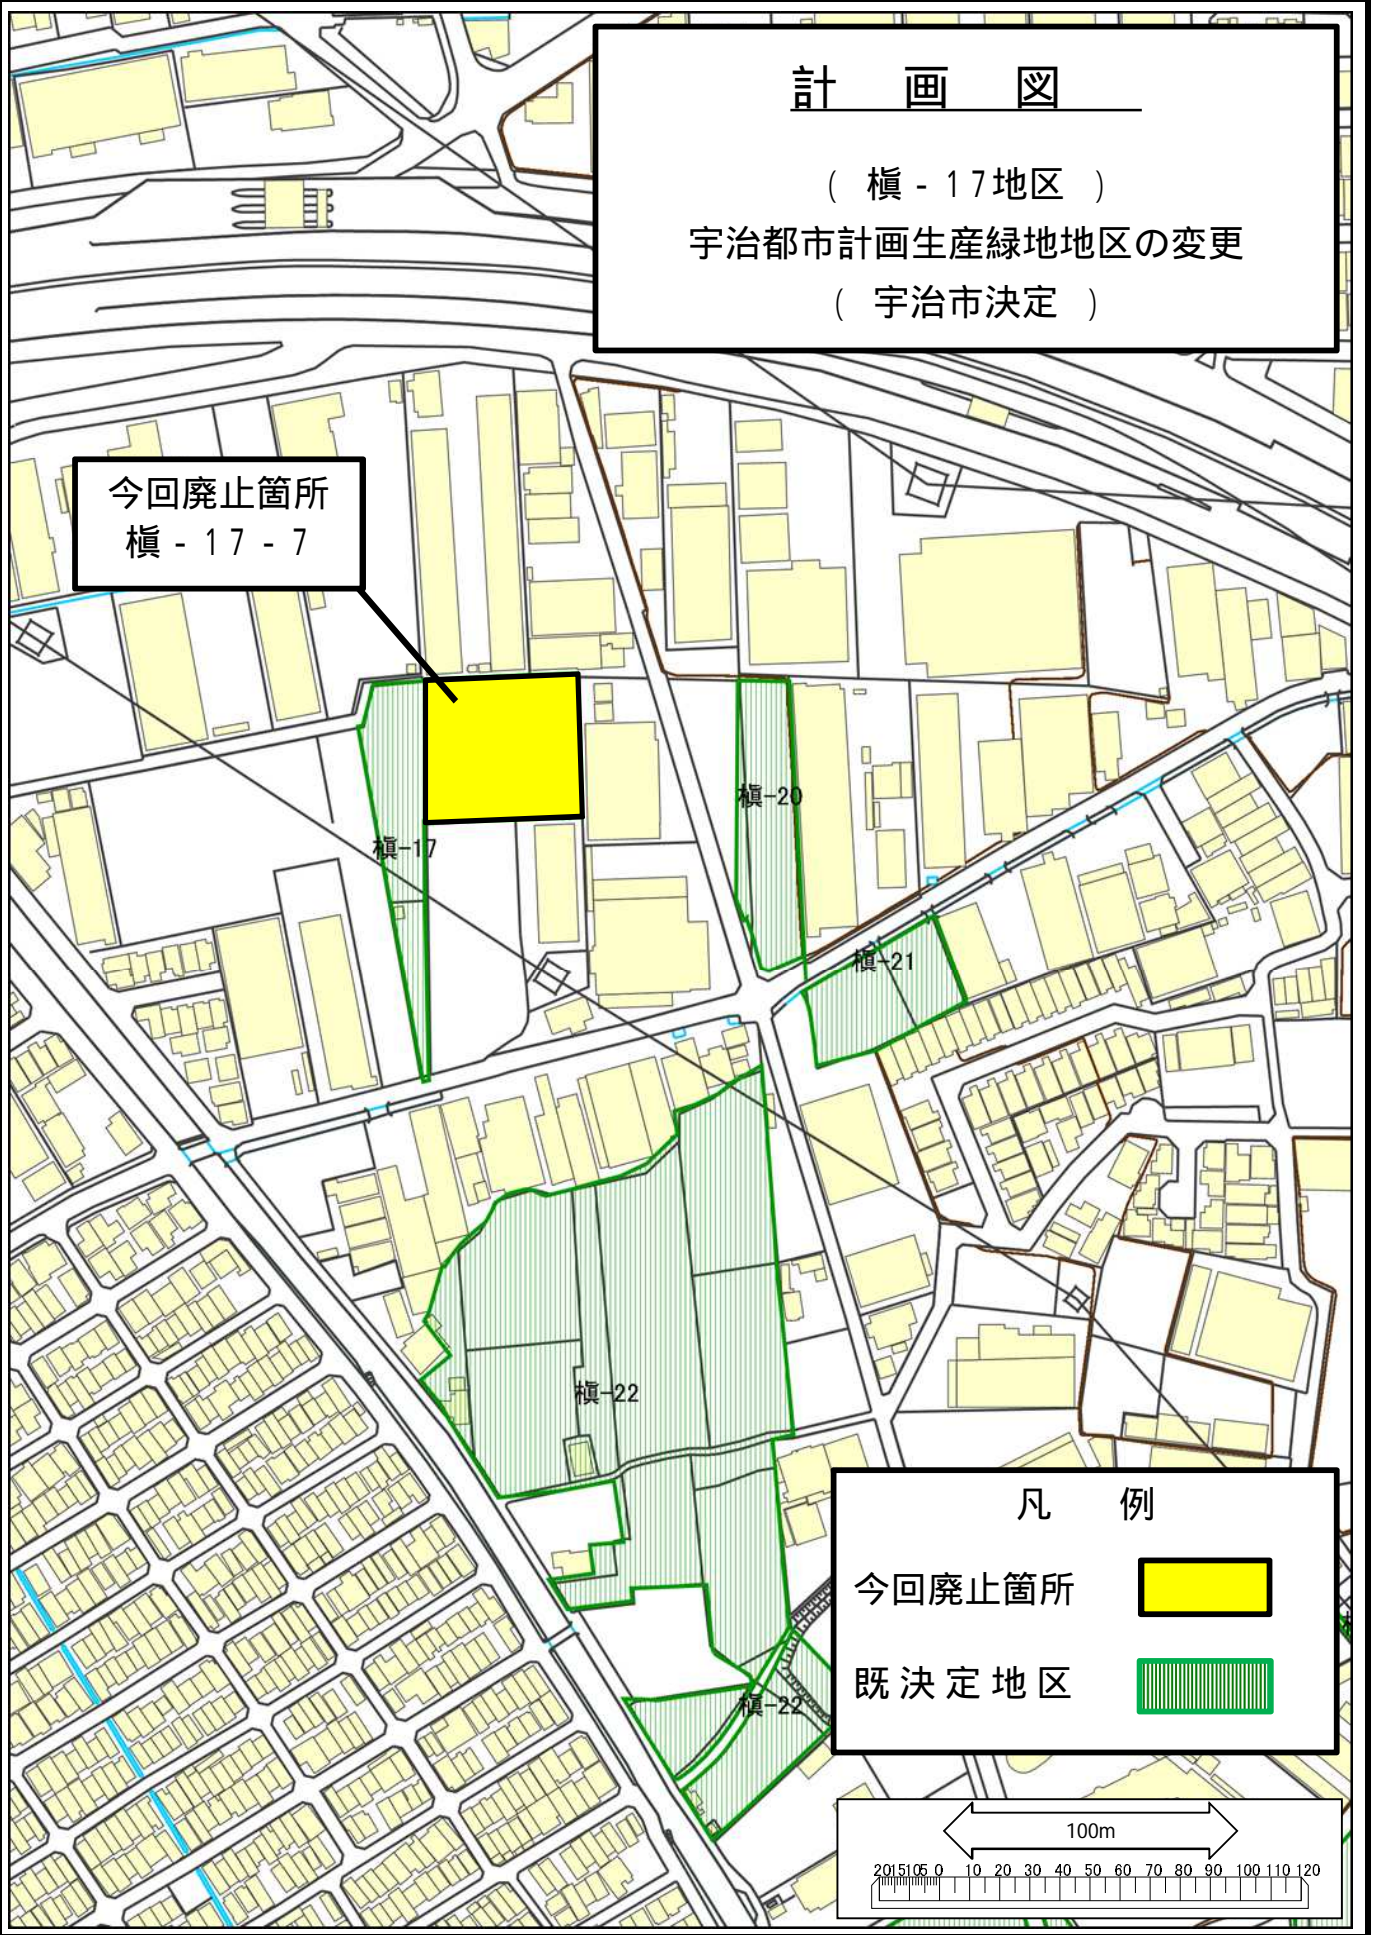 計　画　図
( 槇 - 17地区 )
宇治都市計画生産緑地地区の変更
( 宇治市決定 )
今回廃止箇所
槇 - 17 - 7
槇-20
槇-17
槇-21
槇-22
槇-22
凡　例
今回廃止箇所
既決定地区
100m
20 15 10 5 0 10 20 30 40 50 60 70 80 90 100 110 120